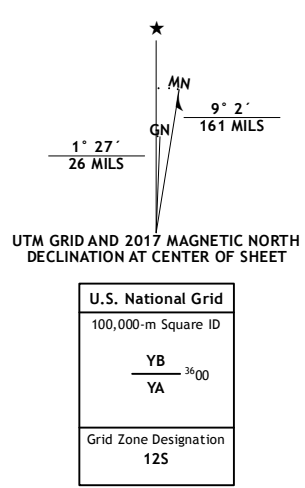 MN
GN
9° 2´
161 MILS
1° 27´
26 MILS
UTM GRID AND 2017 MAGNETIC NORTH
DECLINATION AT CENTER OF SHEET
U.S. National Grid
100,000-m Square ID
YB
3600
YA
Grid Zone Designation
12S